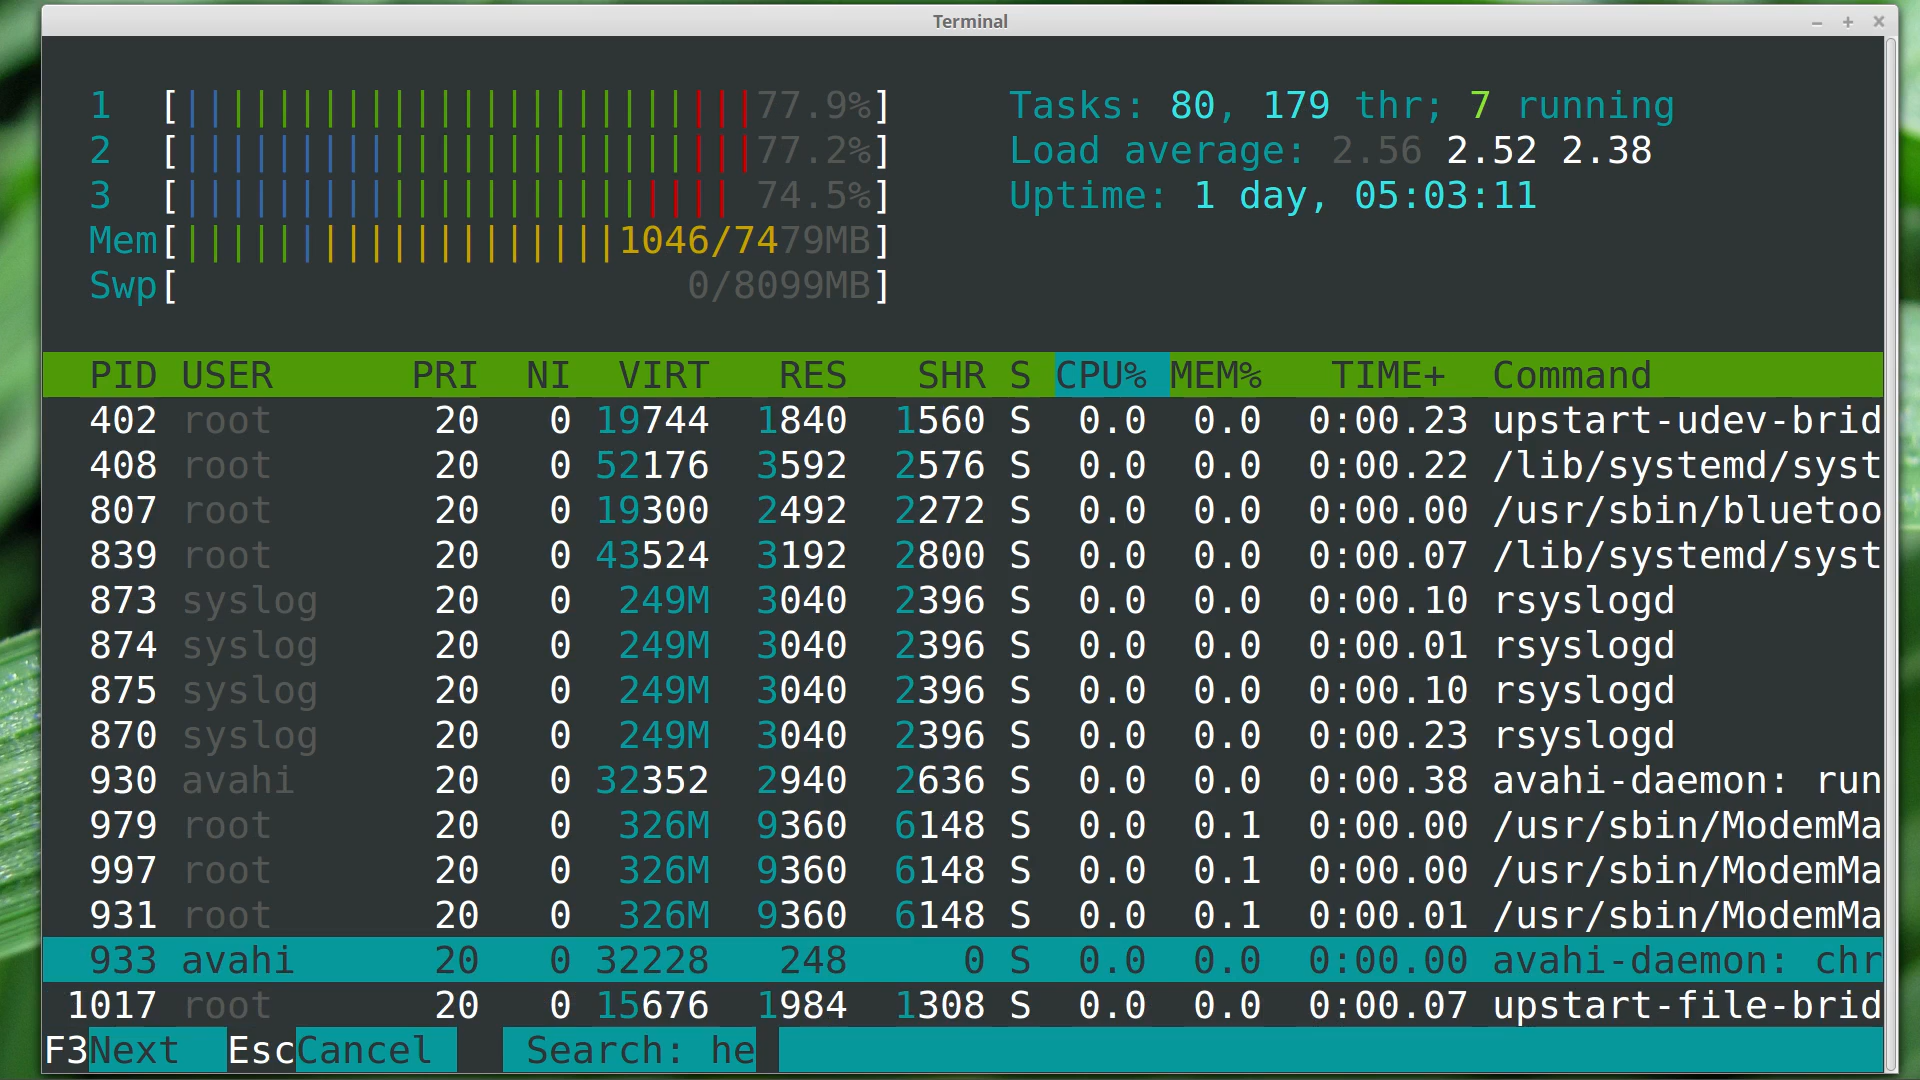 Terminal
1 [||||||||||||||||||||||||| 77.9%] Tasks: 80, 179 thr; 7 running
2 [||||||||||||||||||||||||| 77.2%] Load average: 2.56 2.52 2.38
3 [|||||||||||||||||||||||| 74.5%] Uptime: 1 day, 05:03:11
Mem[|||||||||||||||||||1046/7479MB]
Swp[ 0/8099MB]
PID USER PRI NI VIRT RES SHR S CPU% MEM% TIME+ Command
402 root 20 0 19744 1840 1560 S 0.0 0.0 0:00.23 upstart-udev-brid
408 root 20 0 52176 3592 2576 S 0.0 0.0 0:00.22 /lib/systemd/syst
807 root 20 0 19300 2492 2272 S 0.0 0.0 0:00.00 /usr/sbin/bluetoo
839 root 20 0 43524 3192 2800 S 0.0 0.0 0:00.07 /lib/systemd/syst
873 syslog 20 0 249M 3040 2396 S 0.0 0.0 0:00.10 rsyslogd
874 syslog 20 0 249M 3040 2396 S 0.0 0.0 0:00.01 rsyslogd
875 syslog 20 0 249M 3040 2396 S 0.0 0.0 0:00.10 rsyslogd
870 syslog 20 0 249M 3040 2396 S 0.0 0.0 0:00.23 rsyslogd
930 avahi 20 0 32352 2940 2636 S 0.0 0.0 0:00.38 avahi-daemon: run
979 root 20 0 326M 9360 6148 S 0.0 0.1 0:00.00 /usr/sbin/ModemMa
997 root 20 0 326M 9360 6148 S 0.0 0.1 0:00.00 /usr/sbin/ModemMa
931 root 20 0 326M 9360 6148 S 0.0 0.1 0:00.01 /usr/sbin/ModemMa
933 avahi 20 0 32228 248 0 S 0.0 0.0 0:00.00 avahi-daemon: chr
1017 root 20 0 15676 1984 1308 S 0.0 0.0 0:00.07 upstart-file-brid
F3Next EscCancel Search: he